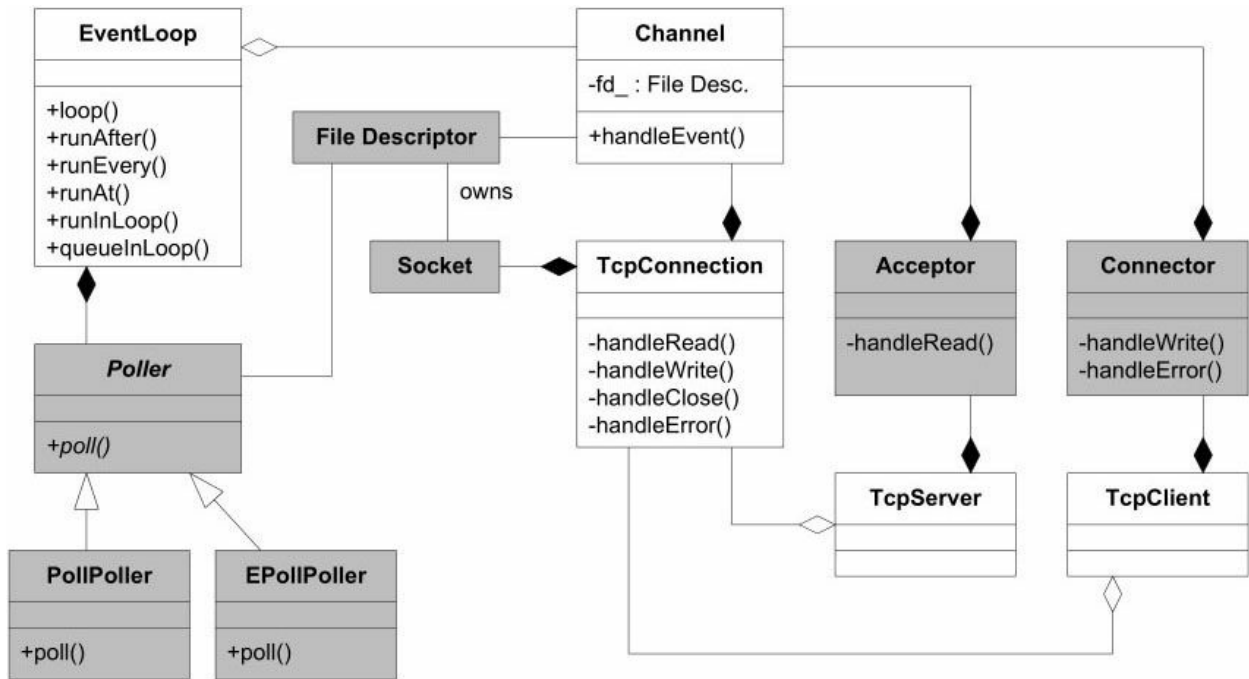 EventLoop
+loop()
+runAfter()
+runEvery()
+runAt()
+runInLoop()
+queueInLoop()
Channel
-fd_ : File Desc.
+handleEvent()
File Descriptor
owns
Socket
TcpConnection
-handleRead()
-handleWrite()
-handleClose()
-handleError()
Acceptor
-handleRead()
Connector
-handleWrite()
-handleError()
Poller
+poll()
TcpServer
TcpClient
PollPoller
+poll()
EPollPoller
+poll()